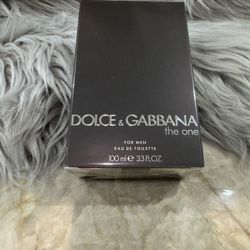 DOLCE & GABBANA
the one
FOR MEN
EAU DE TOILETTE
100 ml ℮ 3.3 FL.OZ.